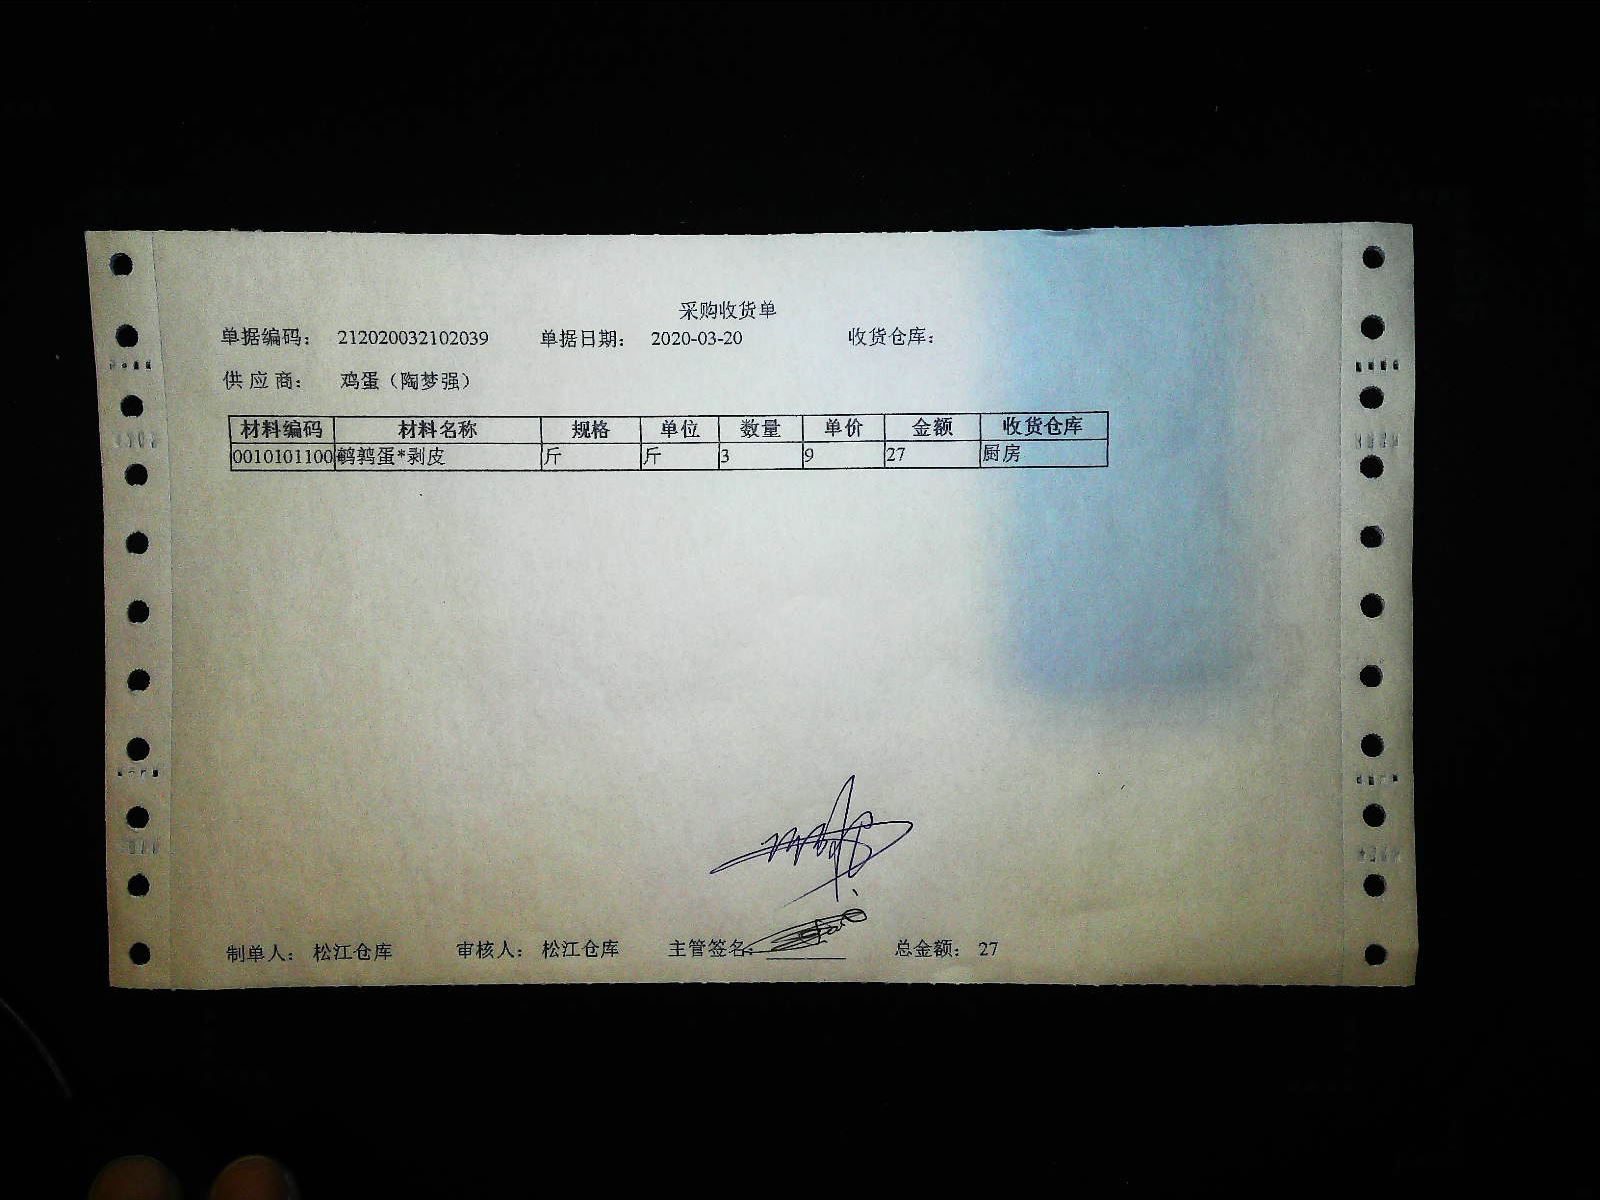 采购收货单
单据编码： 212020032102039 单据日期： 2020-03-20 收货仓库：
供应商： 鸡蛋（陶梦强）
材料编码 材料名称 规格 单位 数量 单价 金额 收货仓库
0010101100 鹌鹑蛋*剥皮 斤 斤 3 9 27 厨房
制单人： 松江仓库 审核人： 松江仓库 主管签名： 总金额： 27